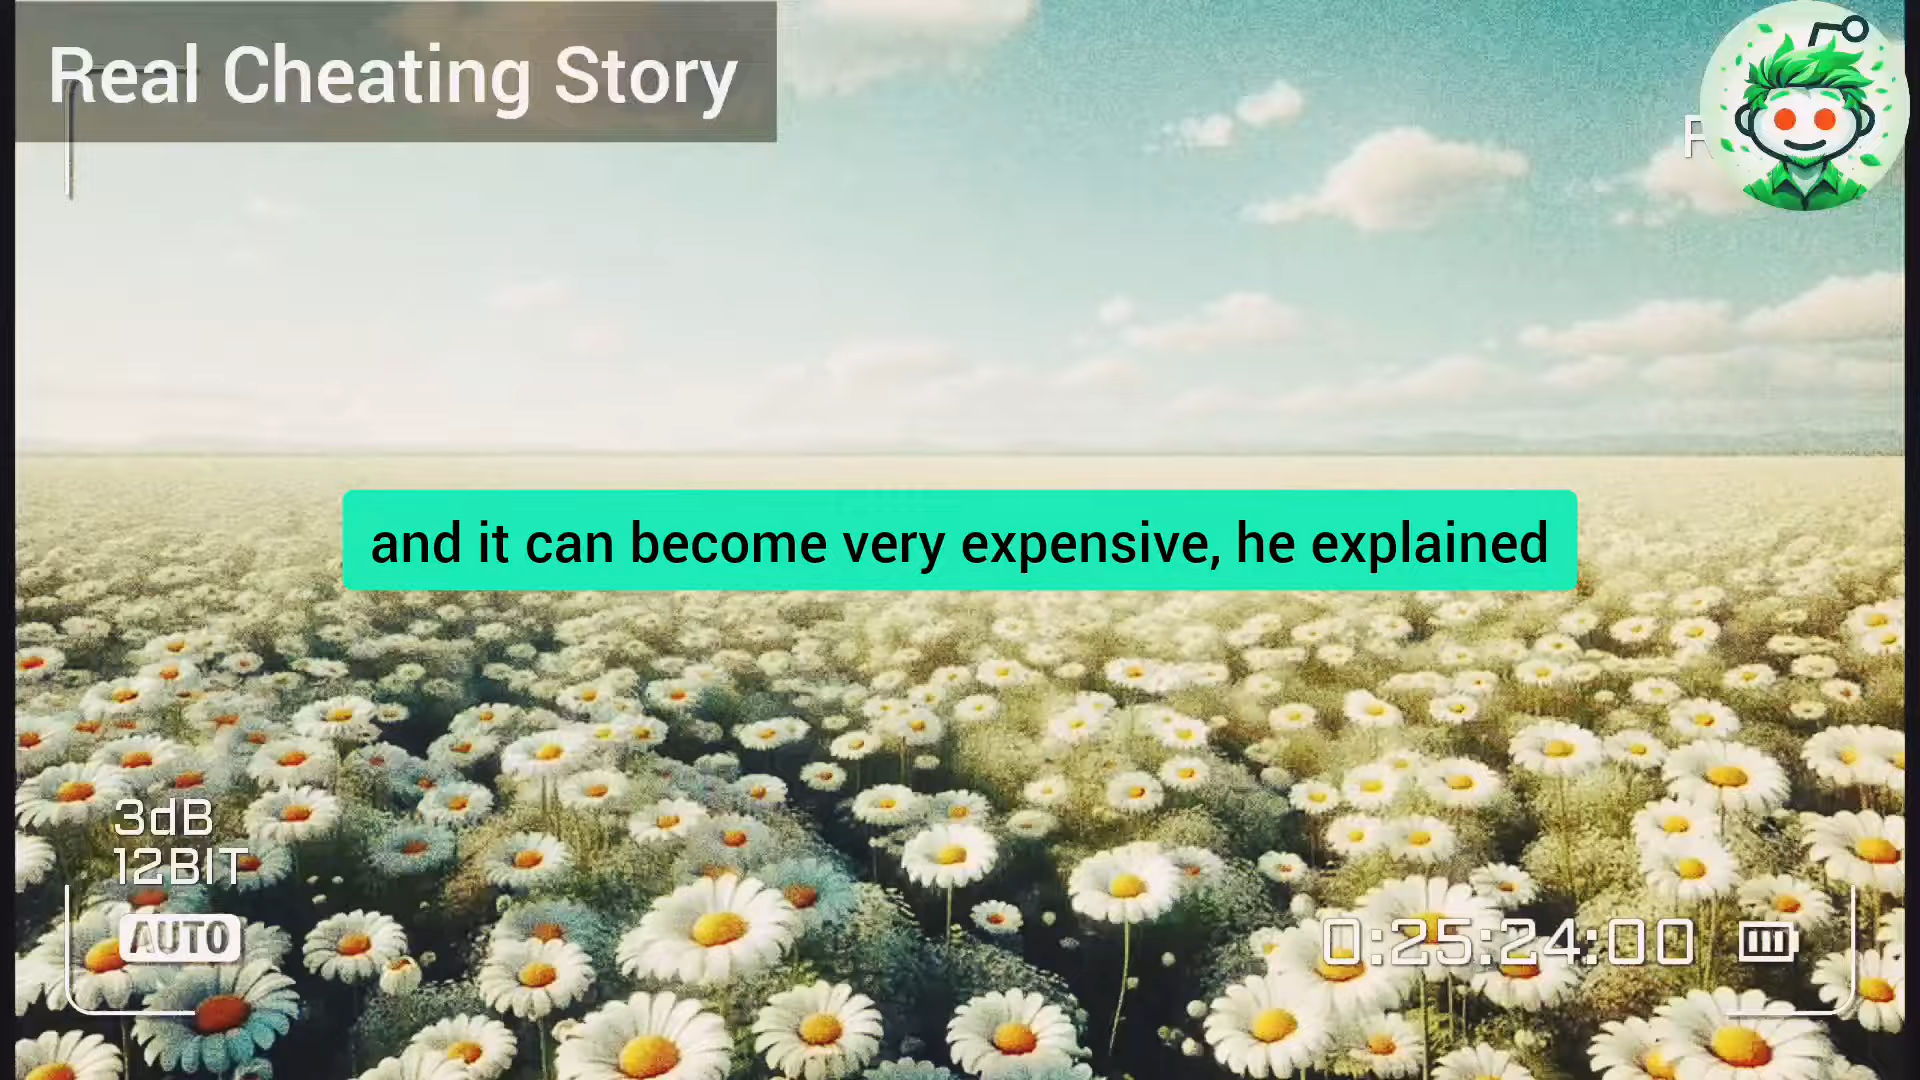 Real Cheating Story
R
and it can become very expensive, he explained
3dB
12BIT
AUTO
0:25:24:00